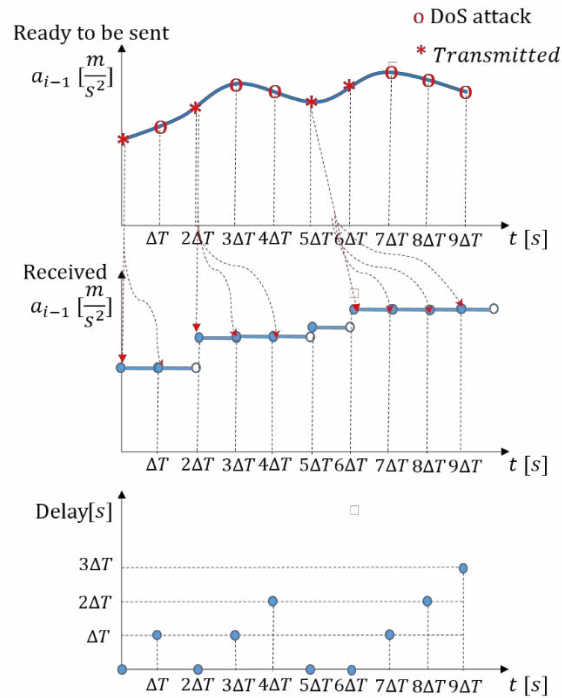 o DoS attack
Ready to be sent
* Transmitted
a_{i−1} [m/s²]
ΔT 2ΔT 3ΔT 4ΔT 5ΔT 6ΔT 7ΔT 8ΔT 9ΔT t [s]
Received
a_{i−1} [m/s²]
ΔT 2ΔT 3ΔT 4ΔT 5ΔT 6ΔT 7ΔT 8ΔT 9ΔT t [s]
Delay[s]
3ΔT
2ΔT
ΔT
ΔT 2ΔT 3ΔT 4ΔT 5ΔT 6ΔT 7ΔT 8ΔT 9ΔT t [s]